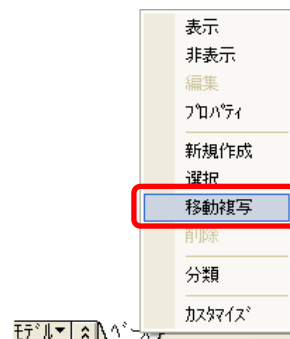 表示
非表示
編集
ﾌﾟﾛﾊﾟﾃｨ
新規作成
選択
移動複写
削除
分類
ｶｽﾀﾏｲｽﾞ
ﾓﾃﾞﾙ